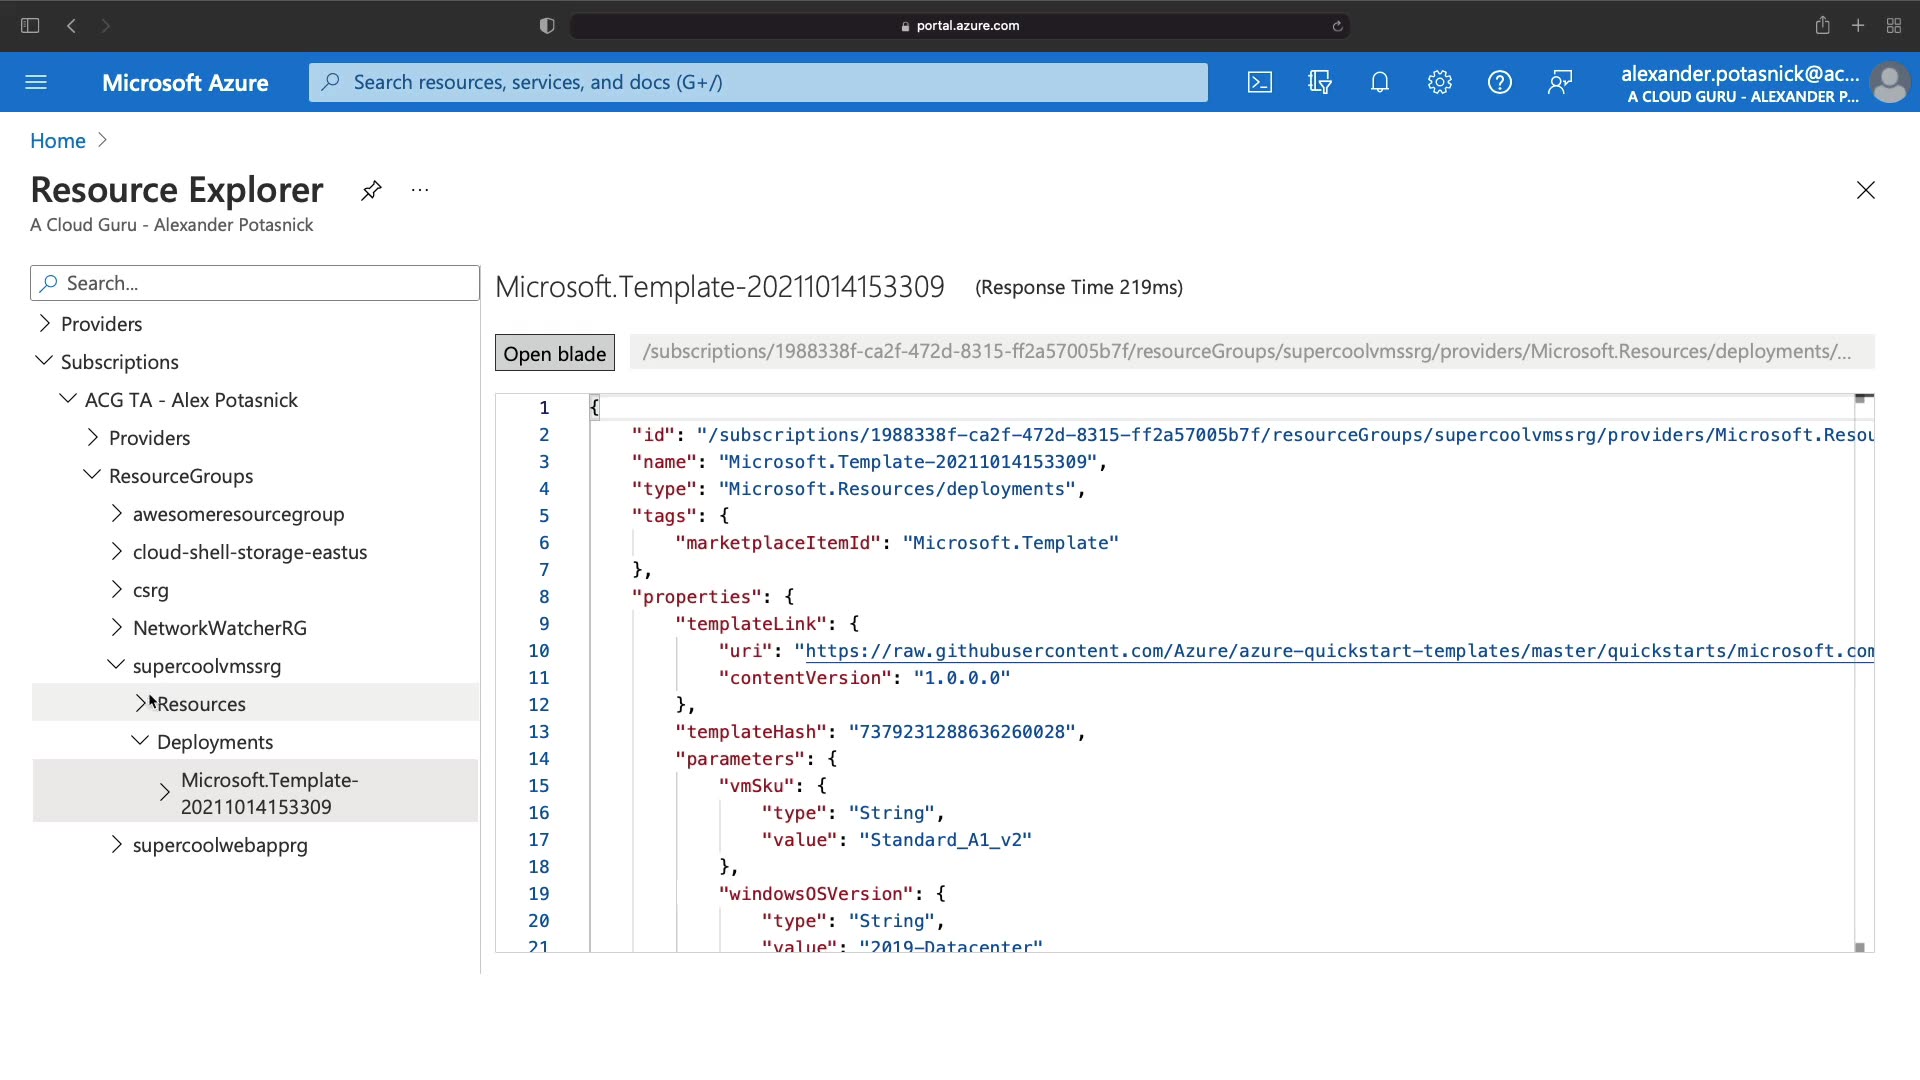 portal.azure.com
Microsoft Azure
Search resources, services, and docs (G+/)
alexander.potasnick@ac...
A CLOUD GURU - ALEXANDER P...
Home
Resource Explorer
...
A Cloud Guru - Alexander Potasnick
Search...
Providers
Subscriptions
ACG TA - Alex Potasnick
Providers
ResourceGroups
awesomeresourcegroup
cloud-shell-storage-eastus
csrg
NetworkWatcherRG
supercoolvmssrg
Resources
Deployments
Microsoft.Template-
20211014153309
supercoolwebapprg
Microsoft.Template-20211014153309 (Response Time 219ms)
Open blade /subscriptions/1988338f-ca2f-472d-8315-ff2a57005b7f/resourceGroups/supercoolvmssrg/providers/Microsoft.Resources/deployments/...
1 {
2 "id": "/subscriptions/1988338f-ca2f-472d-8315-ff2a57005b7f/resourceGroups/supercoolvmssrg/providers/Microsoft.Resou
3 "name": "Microsoft.Template-20211014153309",
4 "type": "Microsoft.Resources/deployments",
5 "tags": {
6 "marketplaceItemId": "Microsoft.Template"
7 },
8 "properties": {
9 "templateLink": {
10 "uri": "https://raw.githubusercontent.com/Azure/azure-quickstart-templates/master/quickstarts/microsoft.com
11 "contentVersion": "1.0.0.0"
12 },
13 "templateHash": "7379231288636260028",
14 "parameters": {
15 "vmSku": {
16 "type": "String",
17 "value": "Standard_A1_v2"
18 },
19 "windowsOSVersion": {
20 "type": "String",
21 "value": "2019-Datacenter"